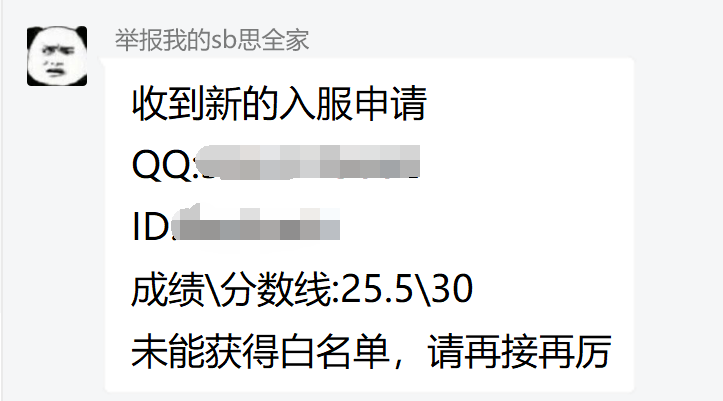 举报我的sb思全家
收到新的入服申请
QQ:
ID:
成绩\分数线:25.5\30
未能获得白名单，请再接再厉